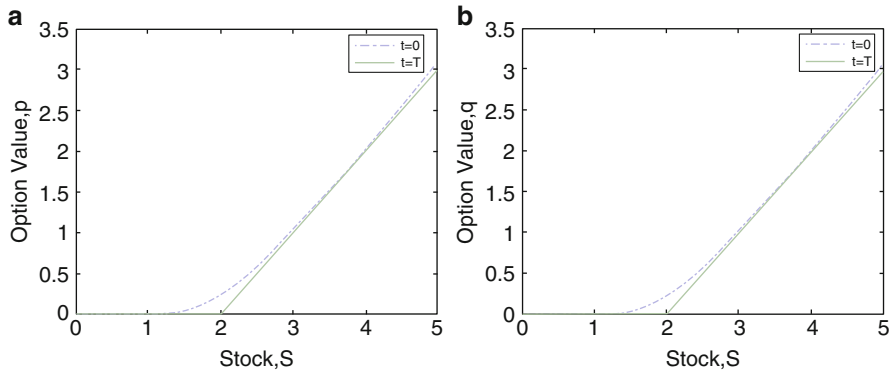 a
3.5
3
2.5
2
1.5
1
0.5
0
Option Value,p
0 1 2 3 4 5
Stock,S
t=0
t=T
b
3.5
3
2.5
2
1.5
1
0.5
0
Option Value,q
0 1 2 3 4 5
Stock,S
t=0
t=T